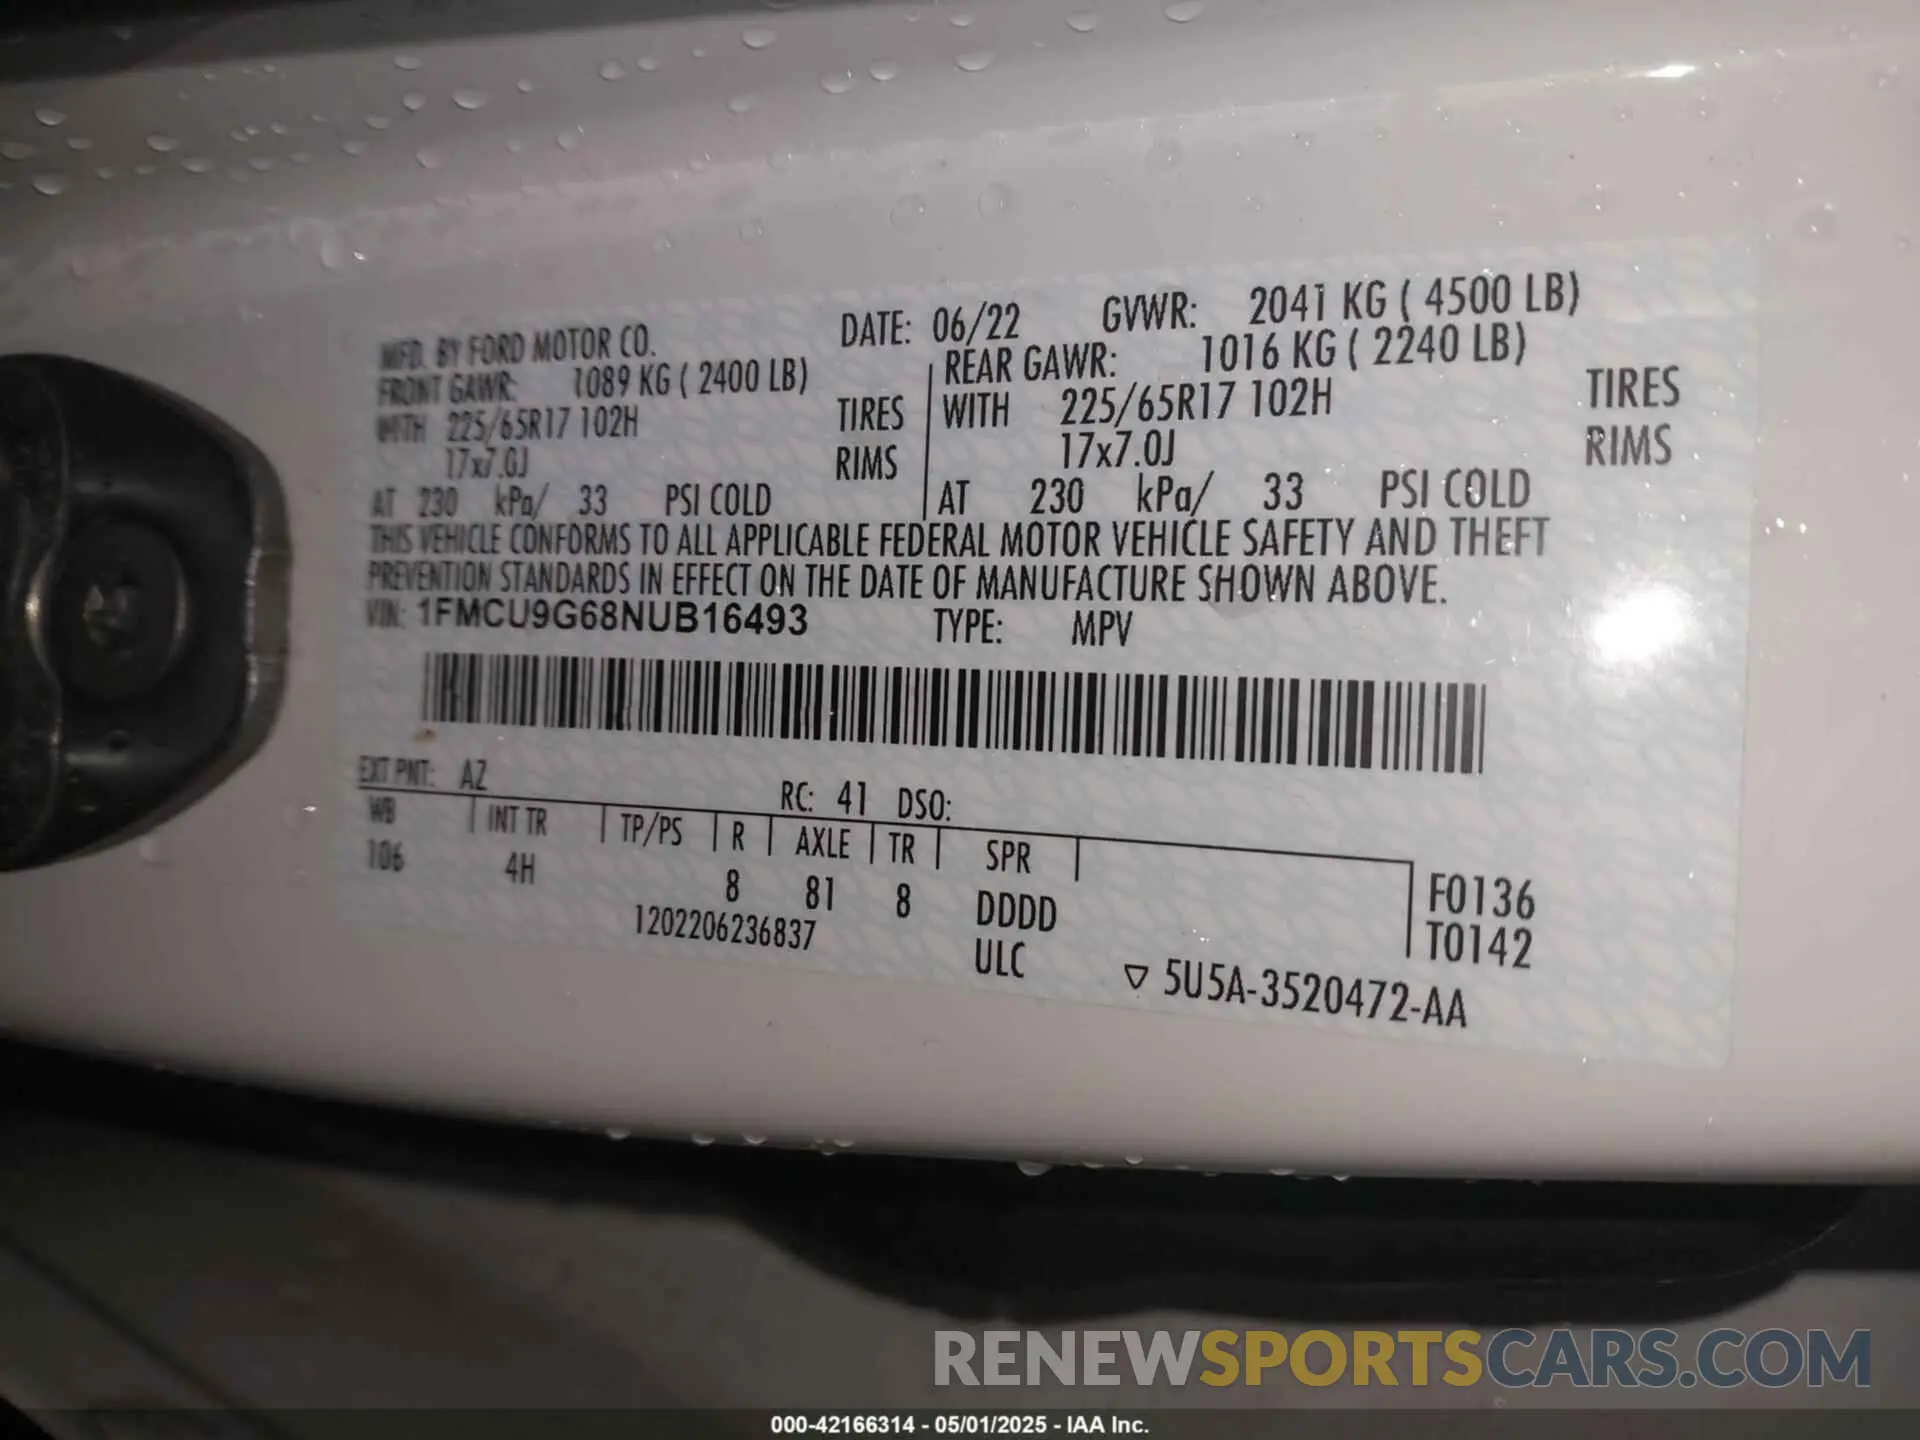 MFD. BY FORD MOTOR CO. DATE: 06/22 GVWR: 2041 KG ( 4500 LB)
FRONT GAWR: 1089 KG ( 2400 LB) REAR GAWR: 1016 KG ( 2240 LB)
WITH 225/65R17 102H TIRES WITH 225/65R17 102H TIRES
17x7.0J RIMS 17x7.0J RIMS
AT 230 kPa/ 33 PSI COLD AT 230 kPa/ 33 PSI COLD
THIS VEHICLE CONFORMS TO ALL APPLICABLE FEDERAL MOTOR VEHICLE SAFETY AND THEFT
PREVENTION STANDARDS IN EFFECT ON THE DATE OF MANUFACTURE SHOWN ABOVE.
VIN: 1FMCU9G68NUB16493 TYPE: MPV
EXT PNT: AZ RC: 41 DSO:
WB INT TR TP/PS R AXLE TR SPR
106 4H 8 81 8 DDDD F0136
1202206236837 ULC T0142
5U5A-3520472-AA
RENEWSPORTSCARS.COM
000-42166314 - 05/01/2025 - IAA Inc.